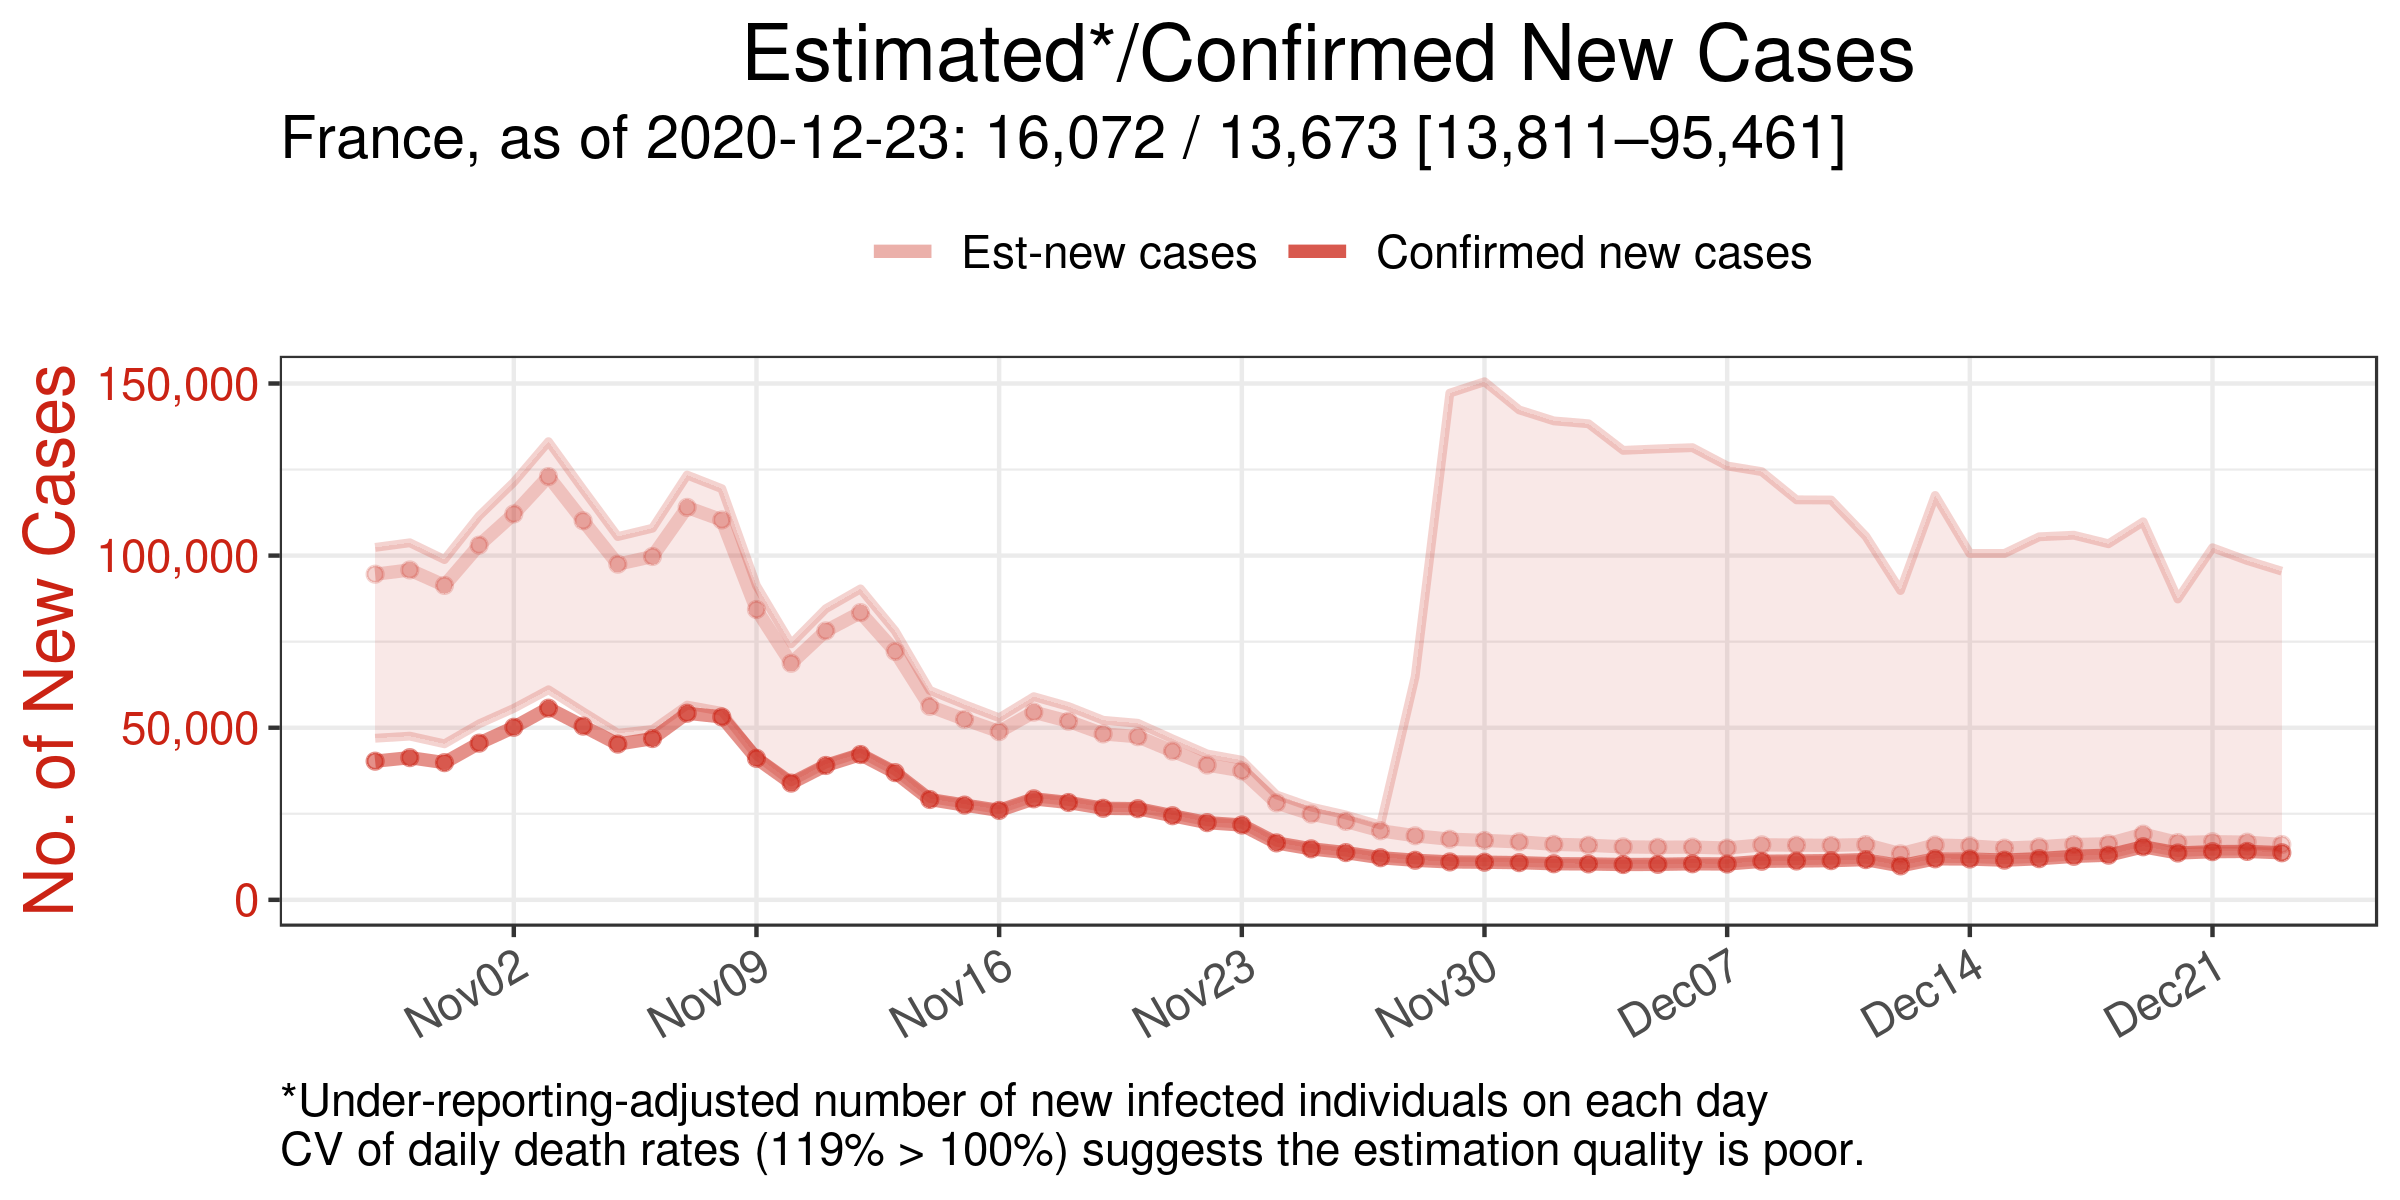 Estimated*/Confirmed New Cases
France, as of 2020-12-23: 16,072 / 13,673 [13,811–95,461]
Est-new cases Confirmed new cases
No. of New Cases
150,000
100,000
50,000
0
Nov02 Nov09 Nov16 Nov23 Nov30 Dec07 Dec14 Dec21
*Under-reporting-adjusted number of new infected individuals on each day
CV of daily death rates (119% > 100%) suggests the estimation quality is poor.